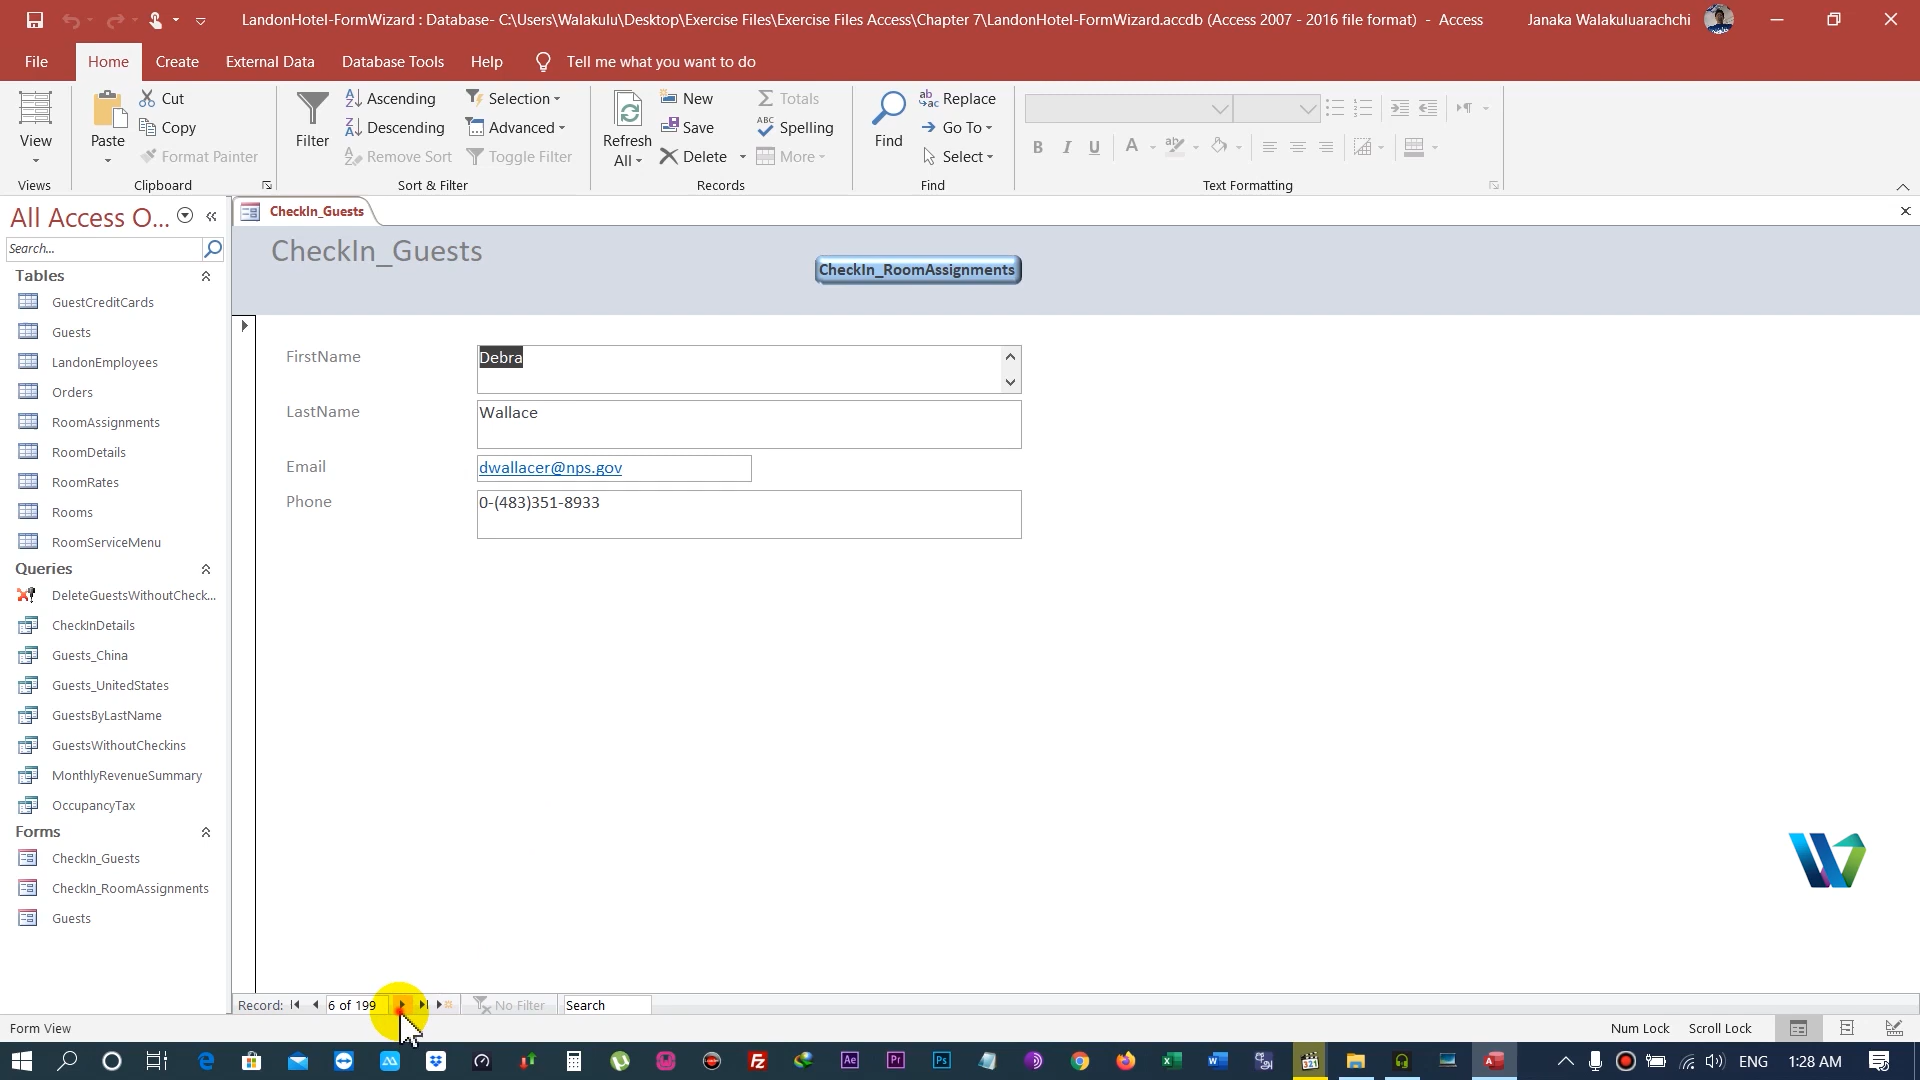 LandonHotel-FormWizard : Database- C:\Users\Walakulu\Desktop\Exercise Files\Exercise Files Access\Chapter 7\LandonHotel-FormWizard.accdb (Access 2007 - 2016 file format) - Access
Janaka Walakuluarachchi
File
Home
Create
External Data
Database Tools
Help
Tell me what you want to do
View
Views
Paste
Cut
Copy
Format Painter
Clipboard
Filter
Ascending
Descending
Remove Sort
Selection
Advanced
Toggle Filter
Sort & Filter
Refresh
All
New
Save
Delete
Totals
Spelling
More
Records
Find
Replace
Go To
Select
Find
B I U
Text Formatting
All Access O...
Search...
Tables
GuestCreditCards
Guests
LandonEmployees
Orders
RoomAssignments
RoomDetails
RoomRates
Rooms
RoomServiceMenu
Queries
DeleteGuestsWithoutCheck...
CheckInDetails
Guests_China
Guests_UnitedStates
GuestsByLastName
GuestsWithoutCheckins
MonthlyRevenueSummary
OccupancyTax
Forms
CheckIn_Guests
CheckIn_RoomAssignments
Guests
CheckIn_Guests
CheckIn_Guests
CheckIn_RoomAssignments
FirstName Debra
LastName Wallace
Email dwallacer@nps.gov
Phone 0-(483)351-8933
Record: 6 of 199 No Filter Search
Form View
Num Lock Scroll Lock
ENG 1:28 AM